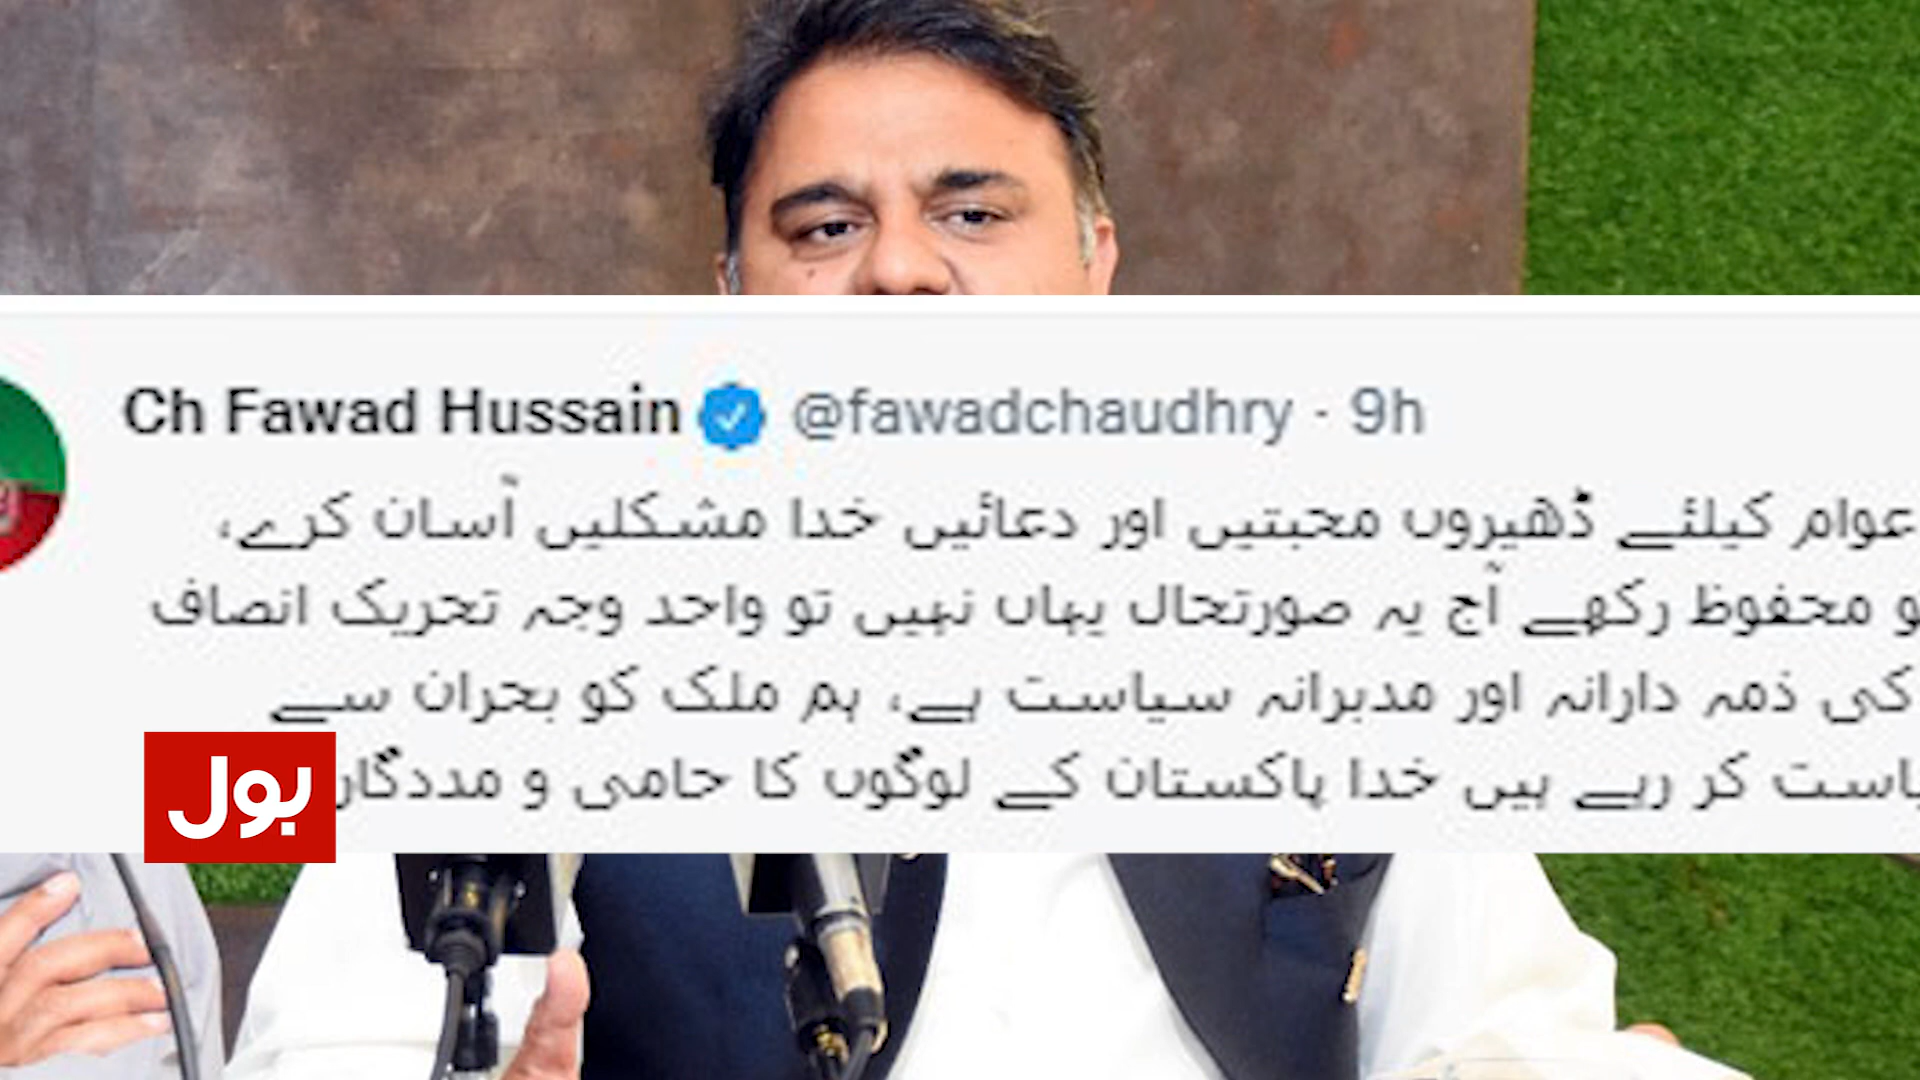 Ch Fawad Hussain @fawadchaudhry · 9h
عوام کیلئے ڈھیروں محبتیں اور دعائیں خدا مشکلیں آسان کرے،
محفوظ رکھے آج یہ صورتحال یہاں نہیں تو واحد وجہ تحریک انصاف
کی ذمہ دارانہ اور مدبرانہ سیاست ہے، ہم ملک کو بحران سے
کر رہے ہیں خدا پاکستان کے لوگوں کا حامی و مددگار
بول